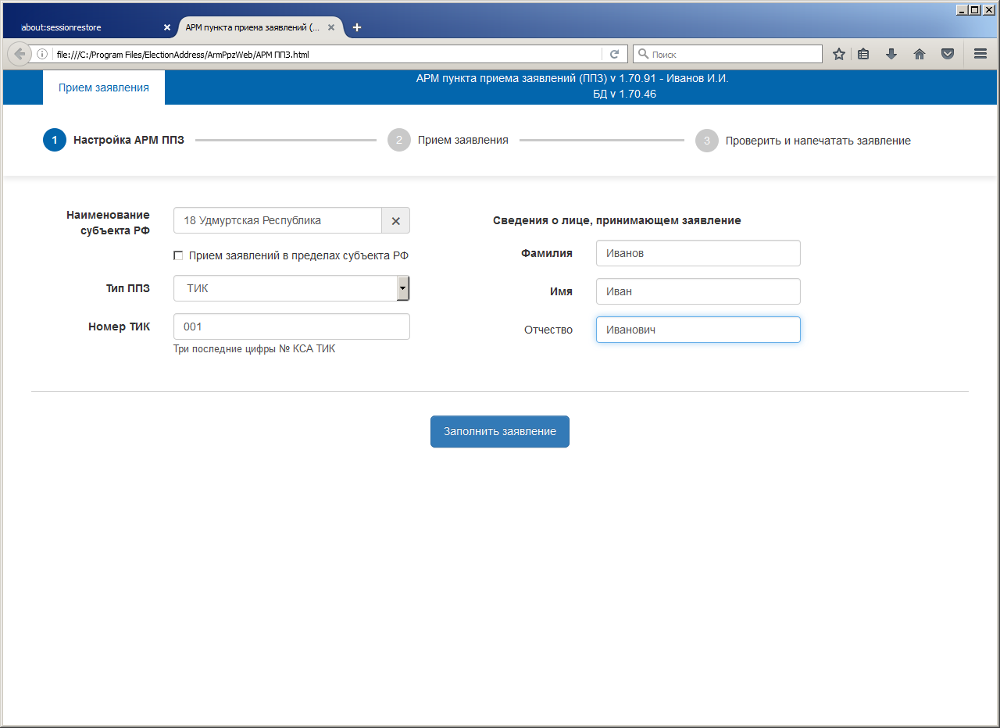 about:sessionrestore
АРМ пункта приема заявлений (...
file:///C:/Program Files/ElectionAddress/ArmPpzWeb/АРМ ППЗ.html
Поиск
Прием заявления
АРМ пункта приема заявлений (ППЗ) v 1.70.91 - Иванов И.И.
БД v 1.70.46
1 Настройка АРМ ППЗ
2 Прием заявления
3 Проверить и напечатать заявление
Наименование
субъекта РФ
18 Удмуртская Республика
Прием заявлений в пределах субъекта РФ
Тип ППЗ
ТИК
Номер ТИК
001
Три последние цифры № КСА ТИК
Сведения о лице, принимающем заявление
Фамилия
Иванов
Имя
Иван
Отчество
Иванович
Заполнить заявление